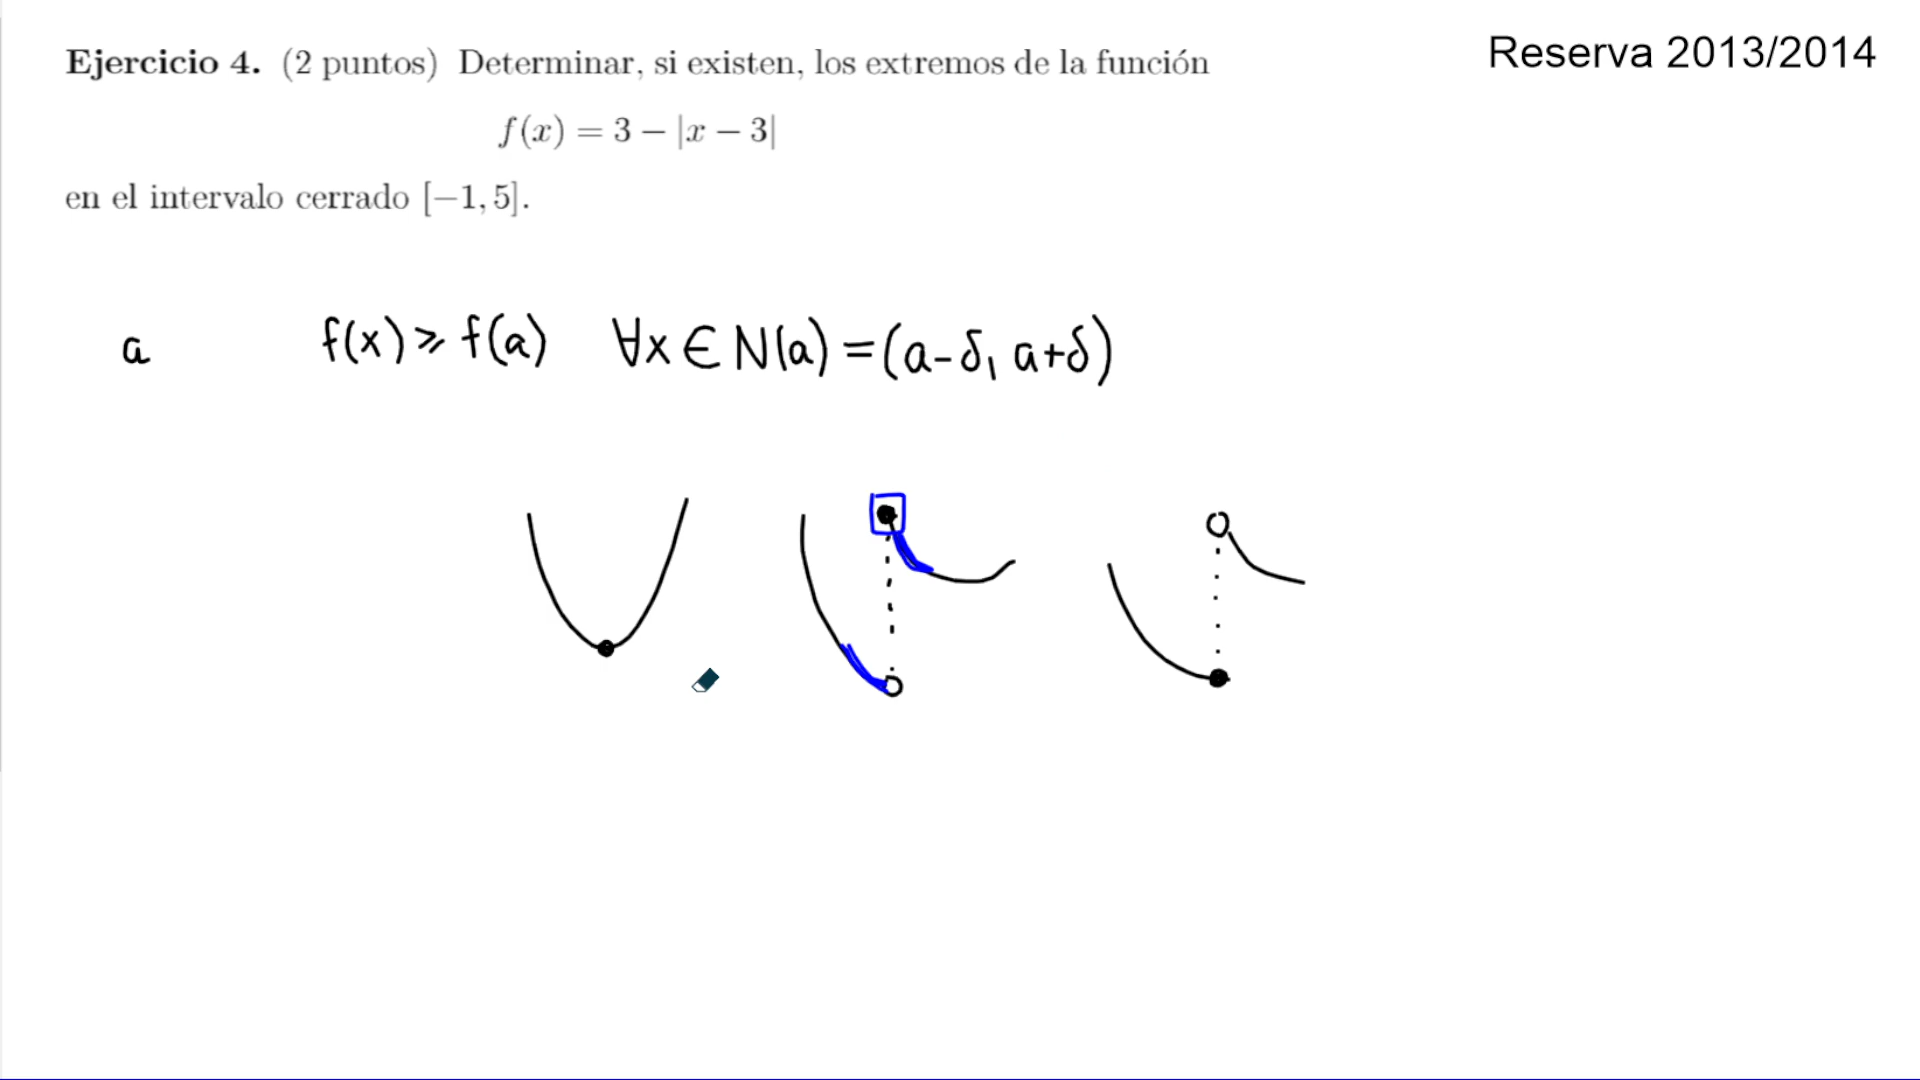 Ejercicio 4. (2 puntos) Determinar, si existen, los extremos de la función
Reserva 2013/2014
f(x) = 3 − |x − 3|
en el intervalo cerrado [−1, 5].
a f(x) ⩾ f(a) ∀x ∈ N(a) = (a-δ, a+δ)